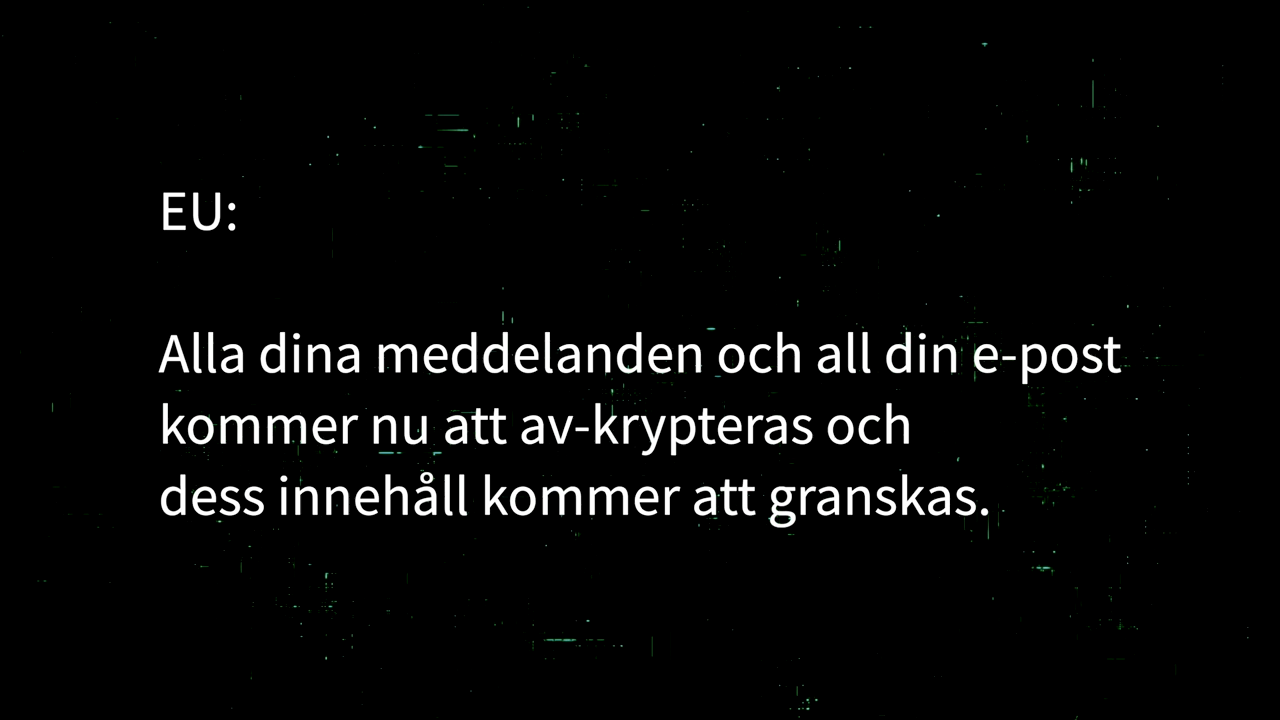 EU:
Alla dina meddelanden och all din e-post
kommer nu att av-krypteras och
dess innehåll kommer att granskas.